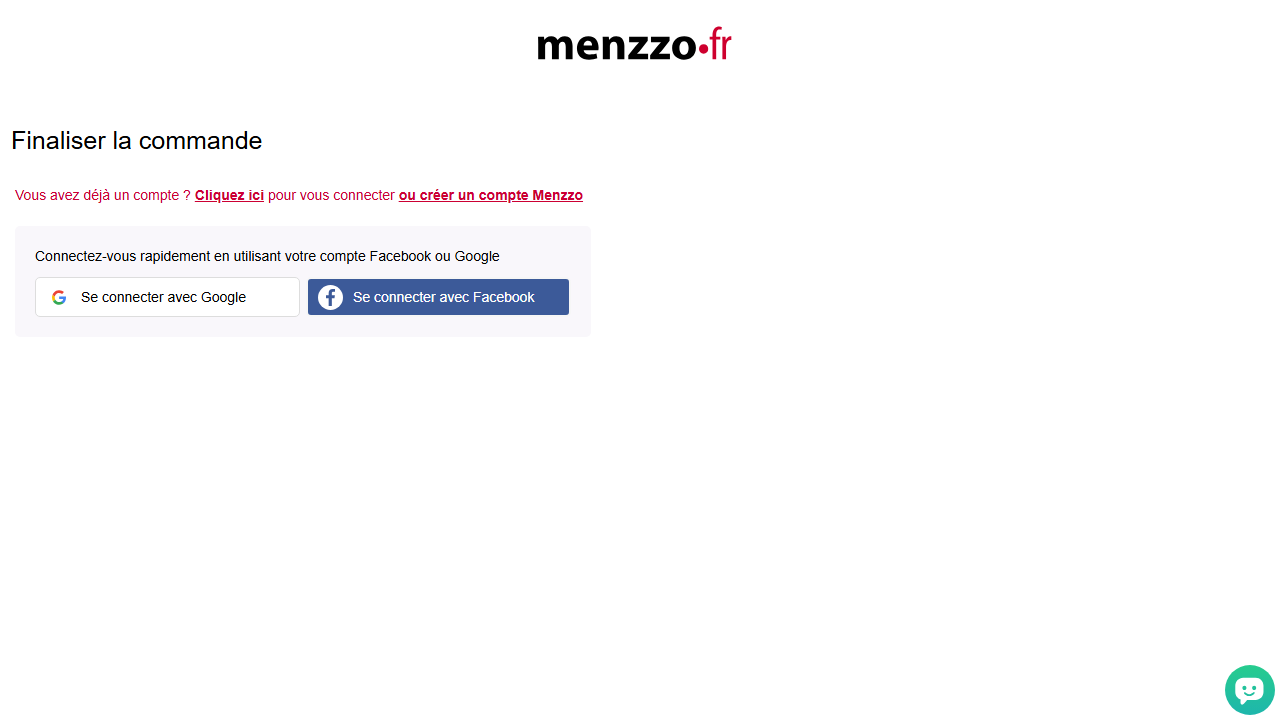 menzzo.fr
Finaliser la commande
Vous avez déjà un compte ? Cliquez ici pour vous connecter ou créer un compte Menzzo
Connectez-vous rapidement en utilisant votre compte Facebook ou Google
Se connecter avec Google
Se connecter avec Facebook